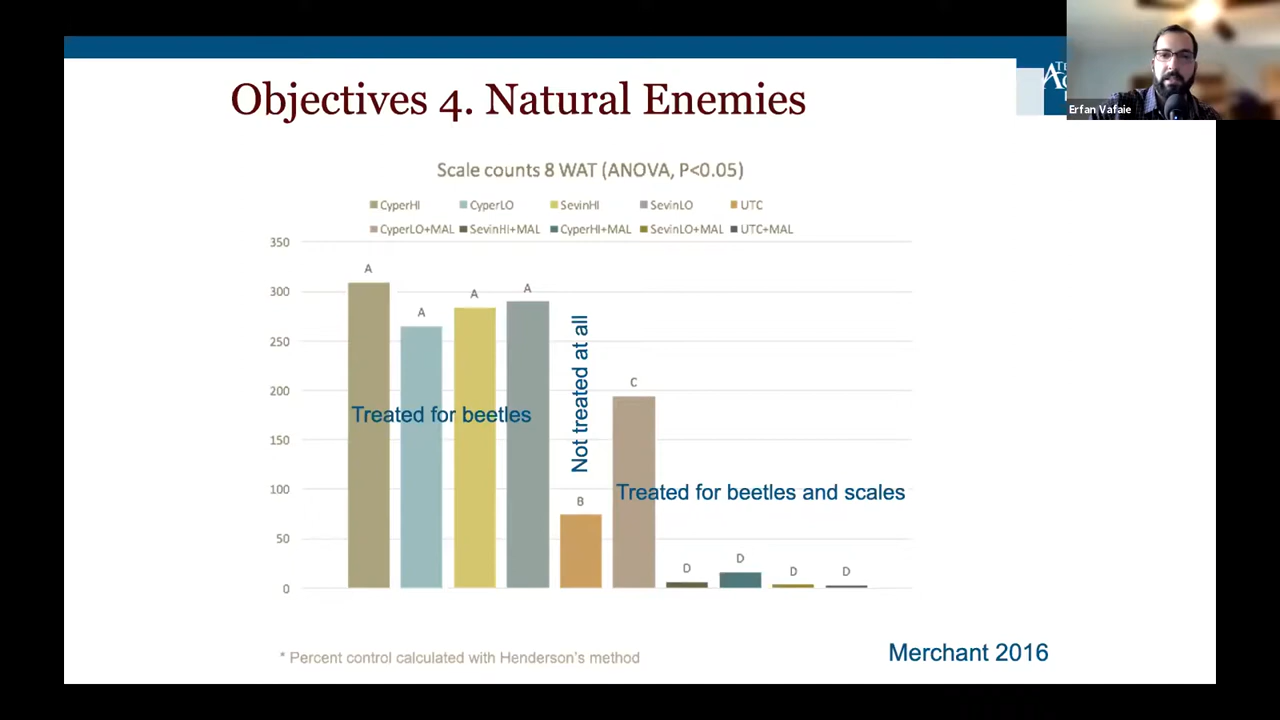 Objectives 4. Natural Enemies
Erfan Vafaie
Scale counts 8 WAT (ANOVA, P<0.05)
CyperHI CyperLO SevinHI SevinLO UTC
CyperLO+MAL SevinHI+MAL CyperHI+MAL SevinLO+MAL UTC+MAL
350
300
250
200
150
100
50
0
A
A
A
A
B
C
D
D
D
D
Treated for beetles
Not treated at all
Treated for beetles and scales
* Percent control calculated with Henderson's method
Merchant 2016